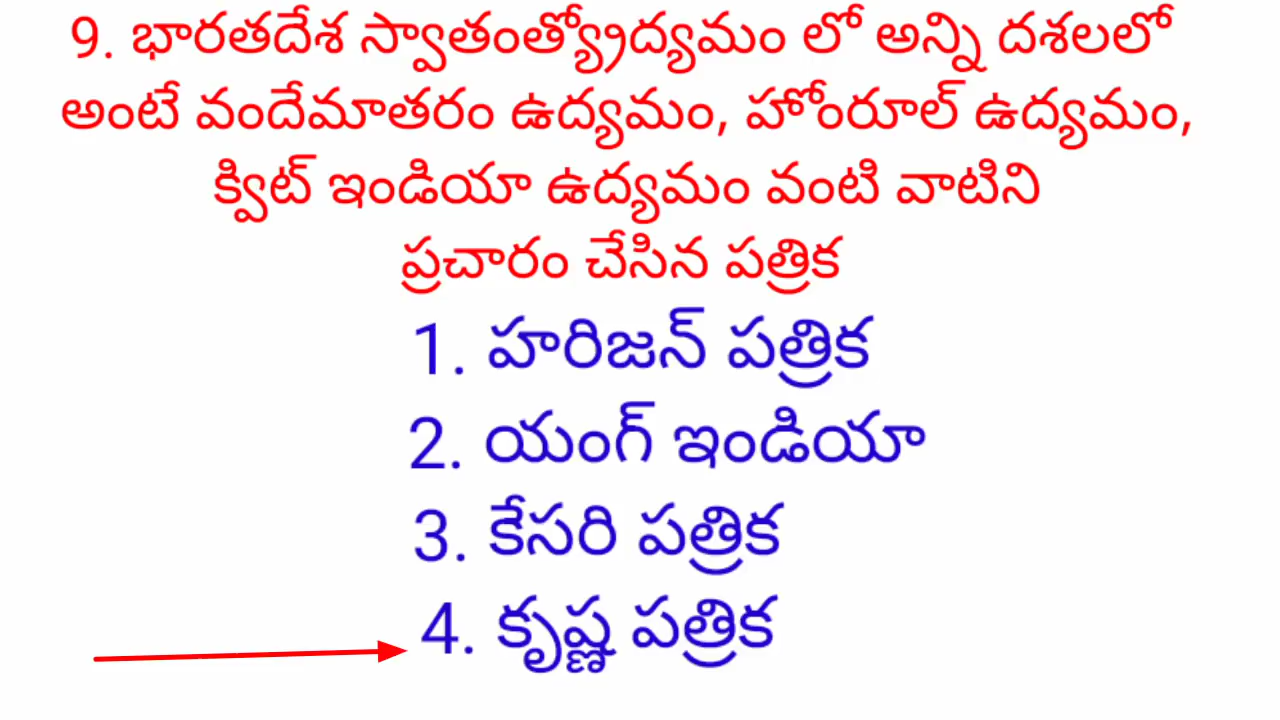 9. భారతదేశ స్వాతంత్య్రోద్యమం లో అన్ని దశలలో
అంటే వందేమాతరం ఉద్యమం, హోంరూల్ ఉద్యమం,
క్విట్ ఇండియా ఉద్యమం వంటి వాటిని
ప్రచారం చేసిన పత్రిక
1. హరిజన్ పత్రిక
2. యంగ్ ఇండియా
3. కేసరి పత్రిక
4. కృష్ణ పత్రిక